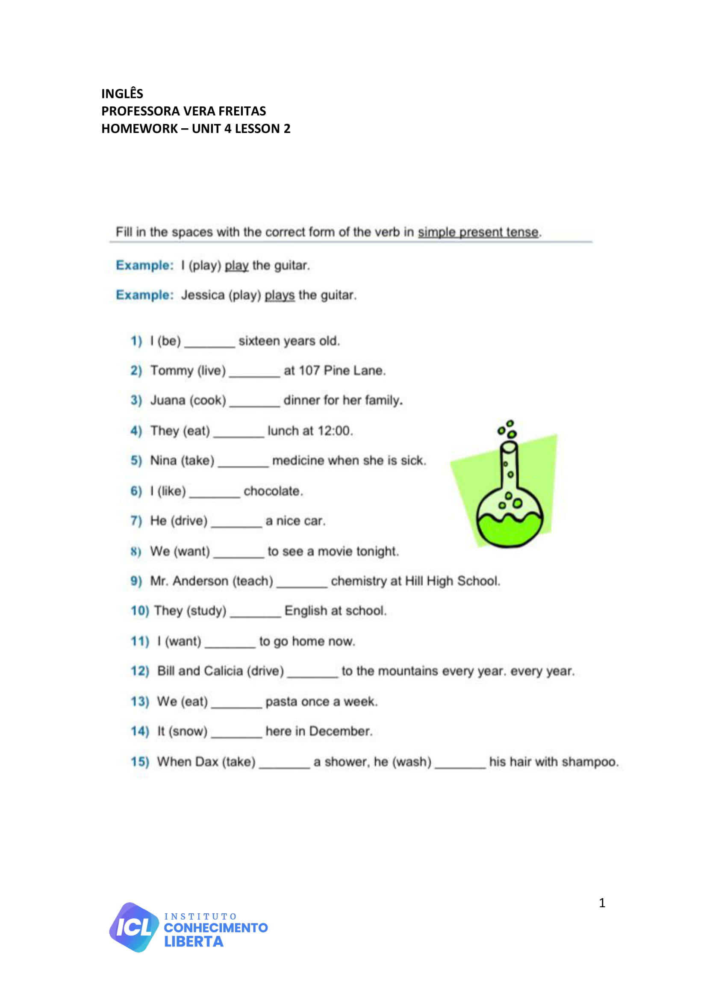 INGLÊS
PROFESSORA VERA FREITAS
HOMEWORK – UNIT 4 LESSON 2
Fill in the spaces with the correct form of the verb in simple present tense.
Example: I (play) play the guitar.
Example: Jessica (play) plays the guitar.
1) I (be) _______ sixteen years old.
2) Tommy (live) _______ at 107 Pine Lane.
3) Juana (cook) _______ dinner for her family.
4) They (eat) _______ lunch at 12:00.
5) Nina (take) _______ medicine when she is sick.
6) I (like) _______ chocolate.
7) He (drive) _______ a nice car.
8) We (want) _______ to see a movie tonight.
9) Mr. Anderson (teach) _______ chemistry at Hill High School.
10) They (study) _______ English at school.
11) I (want) _______ to go home now.
12) Bill and Calicia (drive) _______ to the mountains every year. every year.
13) We (eat) _______ pasta once a week.
14) It (snow) _______ here in December.
15) When Dax (take) _______ a shower, he (wash) _______ his hair with shampoo.
1
ICL
INSTITUTO
CONHECIMENTO
LIBERTA